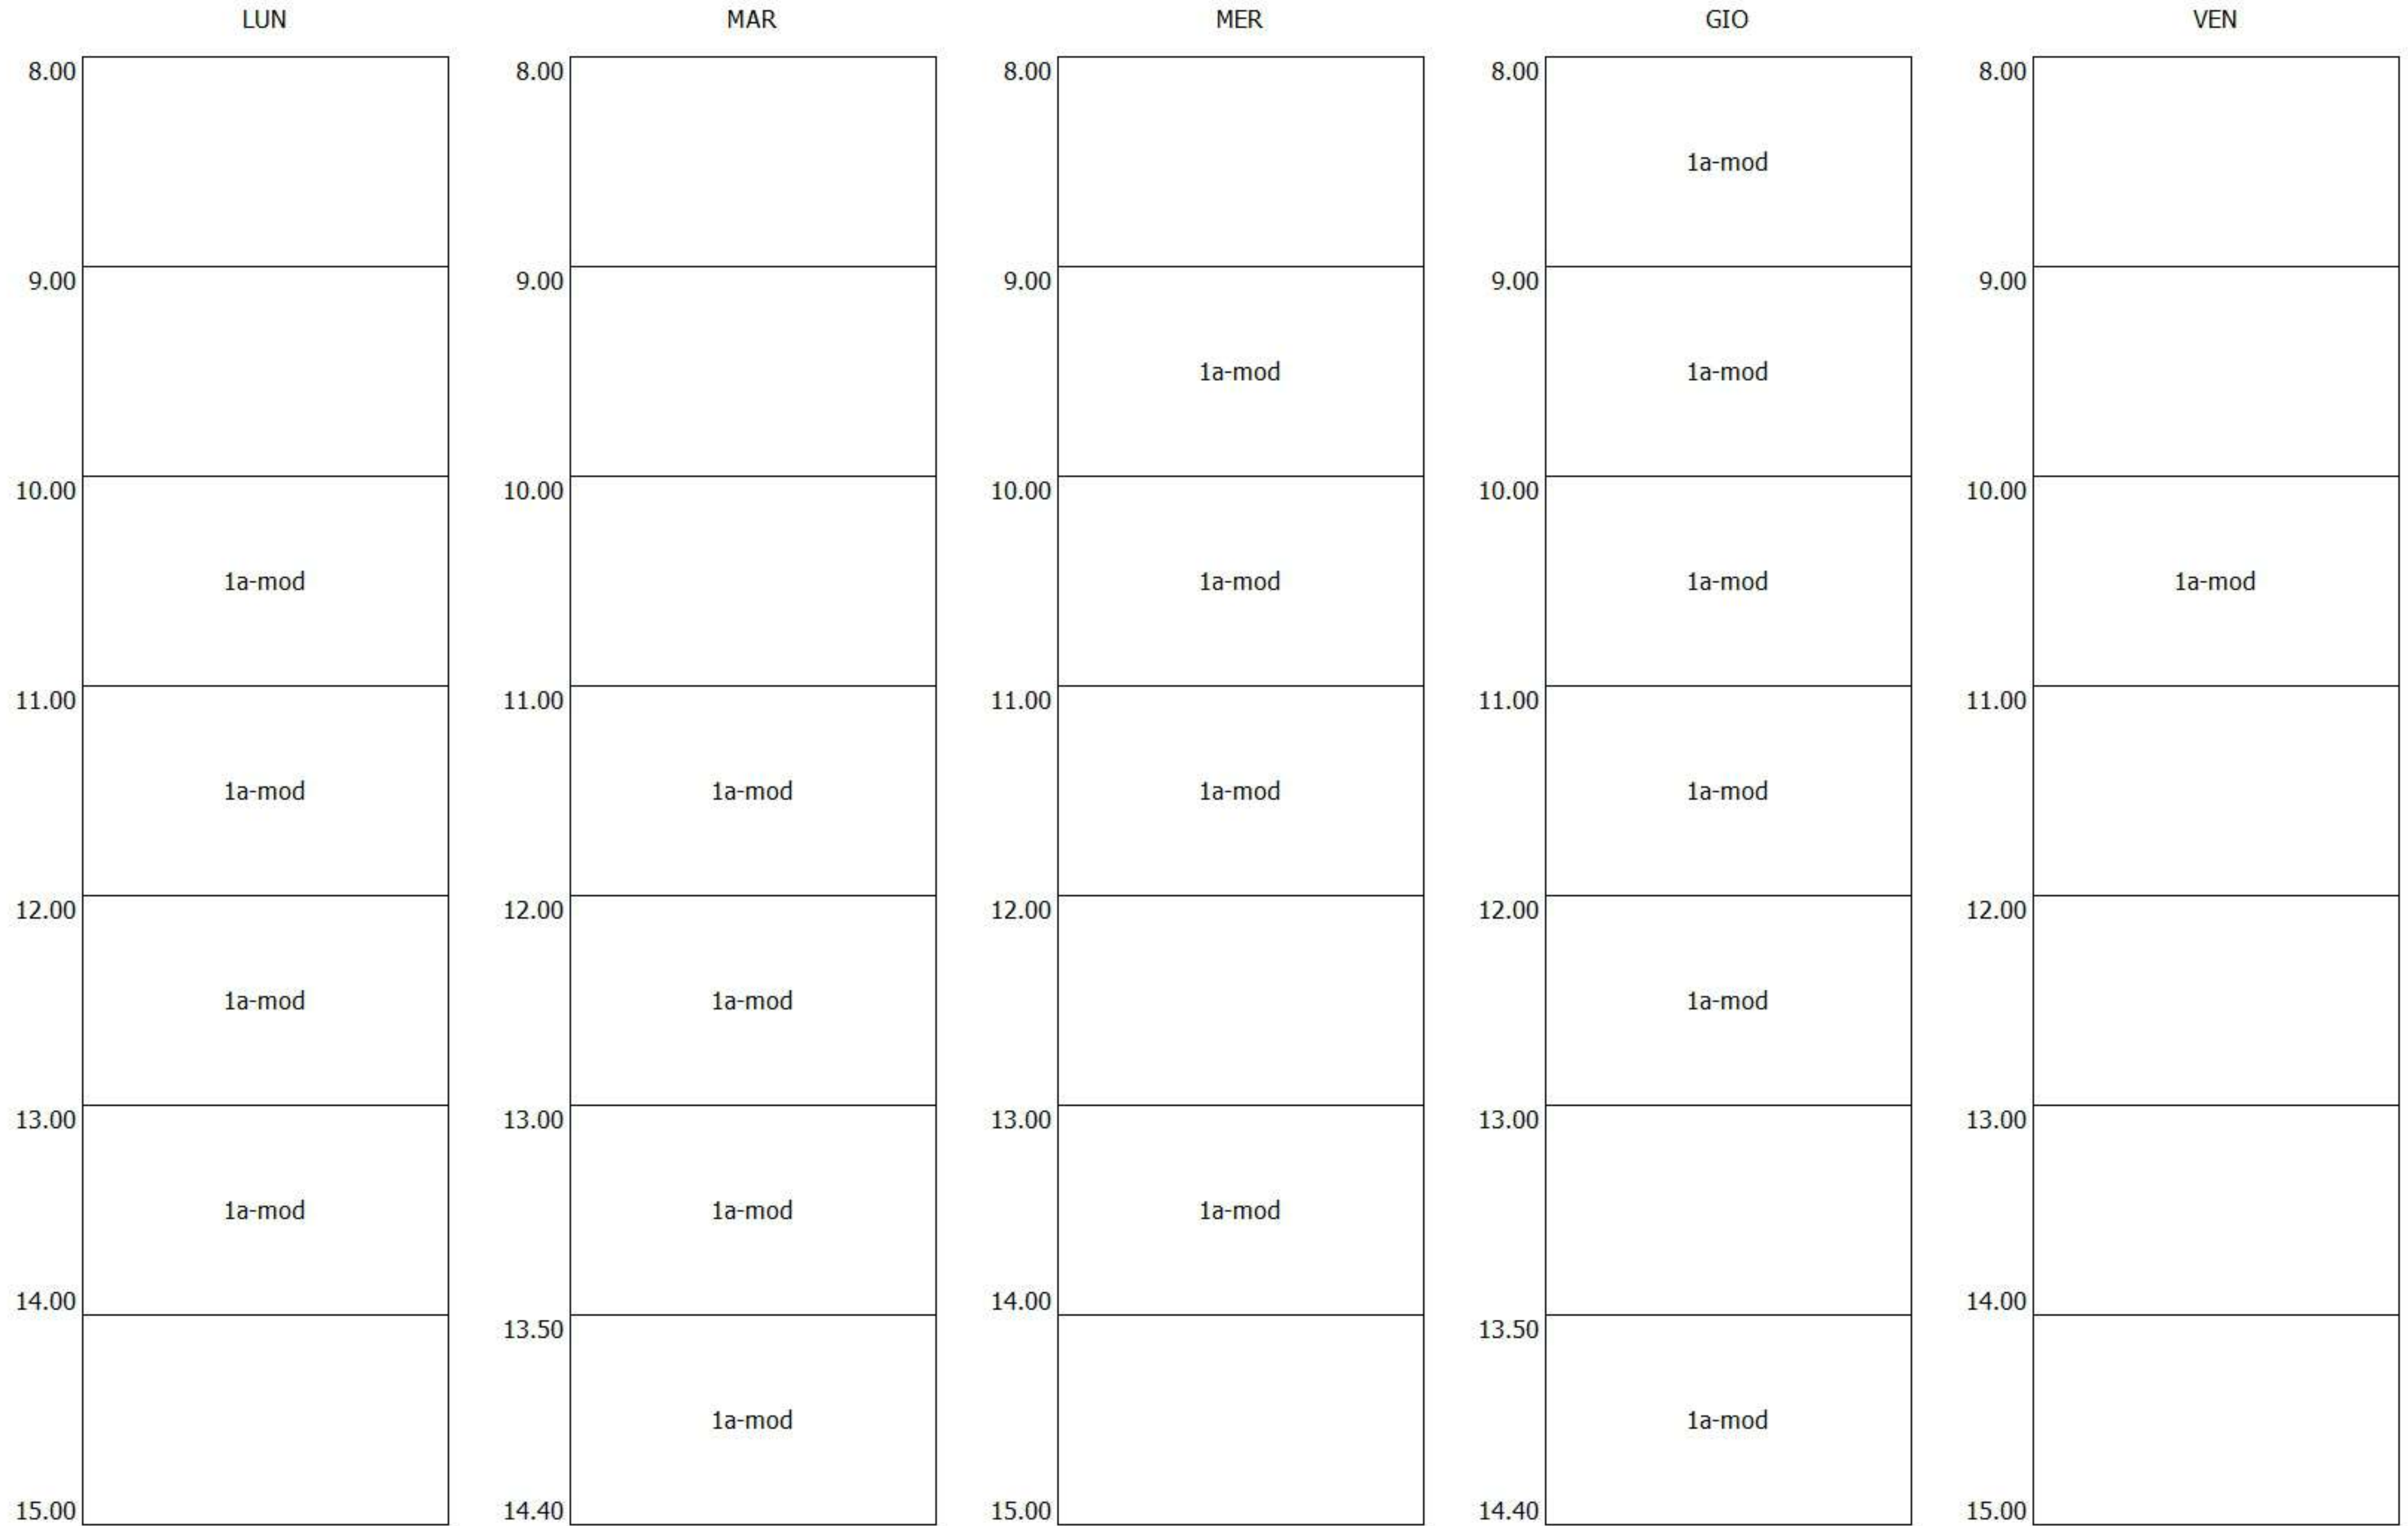 LUN MAR MER GIO VEN
8.00 8.00 8.00 8.00 8.00
1a-mod
9.00 9.00 9.00 9.00 9.00
1a-mod 1a-mod
10.00 10.00 10.00 10.00 10.00
1a-mod 1a-mod 1a-mod 1a-mod
11.00 11.00 11.00 11.00 11.00
1a-mod 1a-mod 1a-mod 1a-mod
12.00 12.00 12.00 12.00 12.00
1a-mod 1a-mod 1a-mod
13.00 13.00 13.00 13.00 13.00
1a-mod 1a-mod 1a-mod
14.00 14.00 14.00
13.50 13.50
1a-mod 1a-mod
15.00 14.40 15.00 14.40 15.00